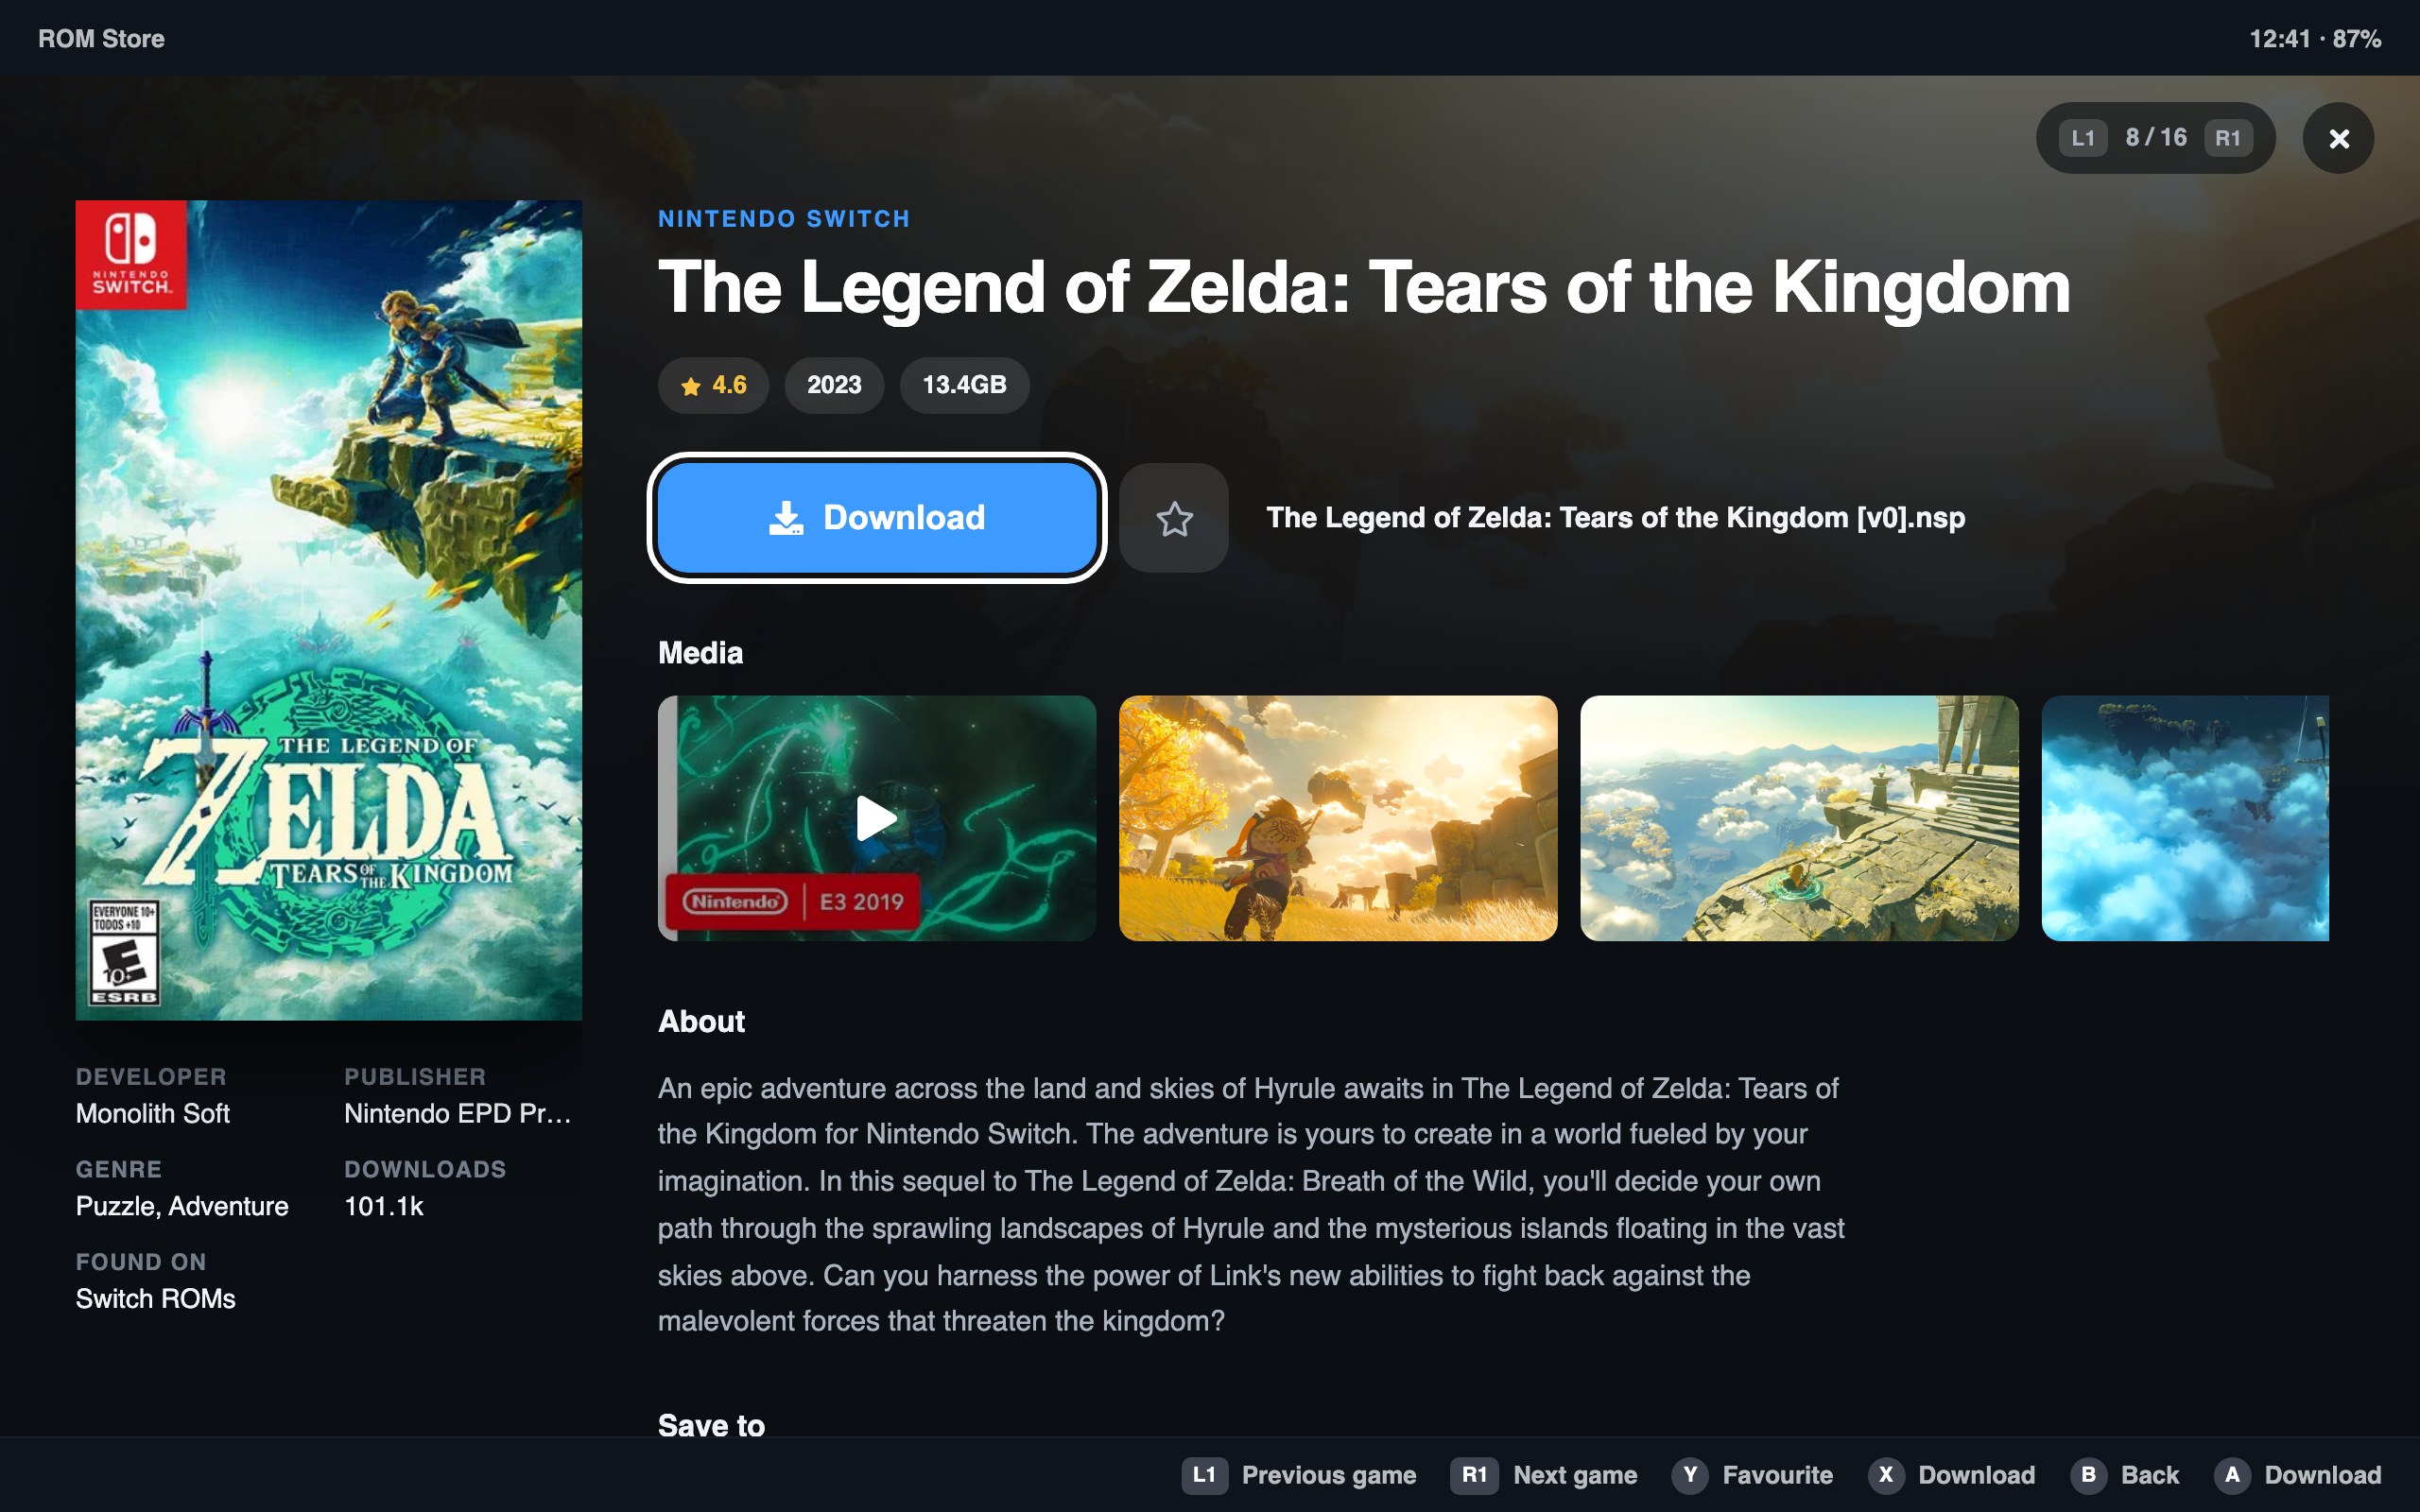 ROM Store
12:41 · 87%
L1 8 / 16 R1
NINTENDO SWITCH
The Legend of Zelda: Tears of the Kingdom
4.6
2023
13.4GB
Download
The Legend of Zelda: Tears of the Kingdom [v0].nsp
NINTENDO
SWITCH
THE LEGEND OF
ZELDA
TEARS OF THE KINGDOM
EVERYONE 10+
TODOS +10
E
10+
ESRB
Media
Nintendo
E3 2019
DEVELOPER
Monolith Soft
PUBLISHER
Nintendo EPD Pr...
GENRE
Puzzle, Adventure
DOWNLOADS
101.1k
FOUND ON
Switch ROMs
About
An epic adventure across the land and skies of Hyrule awaits in The Legend of Zelda: Tears of
the Kingdom for Nintendo Switch. The adventure is yours to create in a world fueled by your
imagination. In this sequel to The Legend of Zelda: Breath of the Wild, you'll decide your own
path through the sprawling landscapes of Hyrule and the mysterious islands floating in the vast
skies above. Can you harness the power of Link's new abilities to fight back against the
malevolent forces that threaten the kingdom?
Save to
L1 Previous game
R1 Next game
Y Favourite
X Download
B Back
A Download